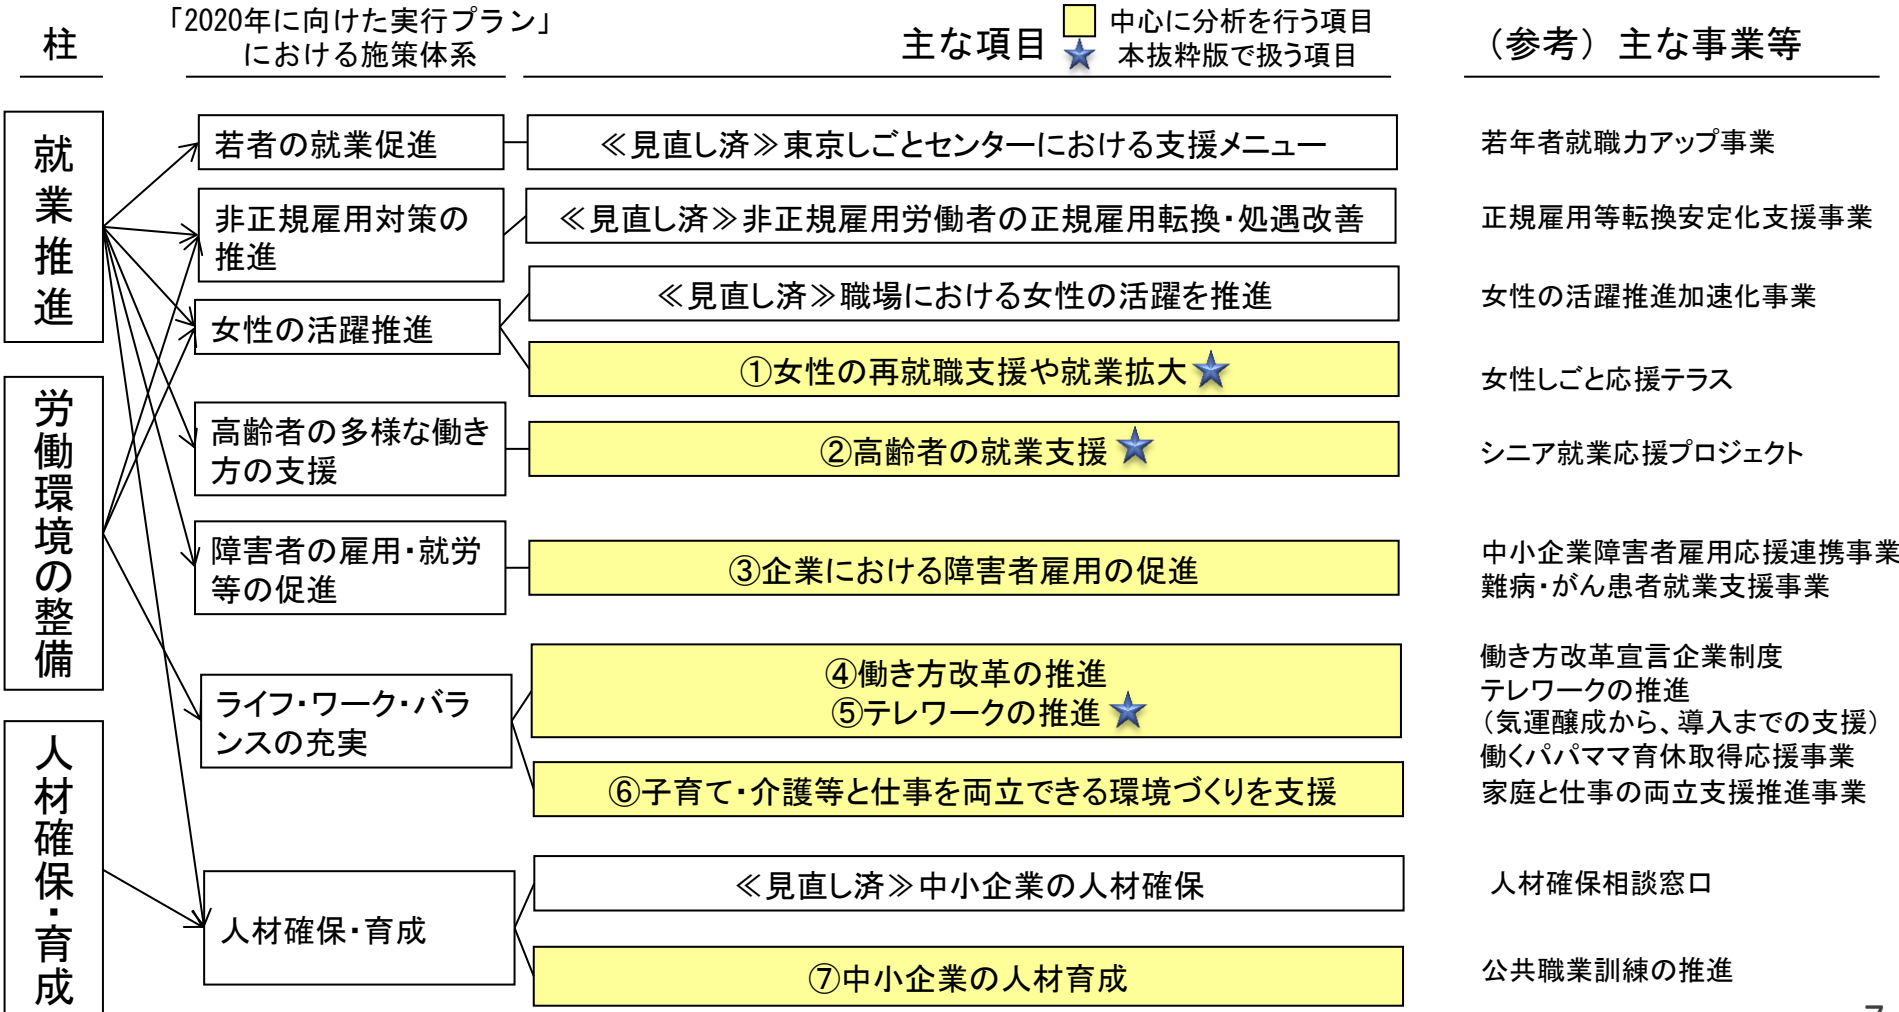 柱
「2020年に向けた実行プラン」
における施策体系
主な項目
中心に分析を行う項目
本抜粋版で扱う項目
（参考）主な事業等
就業推進
労働環境の整備
人材確保・育成
若者の就業促進
≪見直し済≫東京しごとセンターにおける支援メニュー
若年者就職力アップ事業
非正規雇用対策の
推進
≪見直し済≫非正規雇用労働者の正規雇用転換・処遇改善
正規雇用等転換安定化支援事業
女性の活躍推進
≪見直し済≫職場における女性の活躍を推進
女性の活躍推進加速化事業
①女性の再就職支援や就業拡大
女性しごと応援テラス
高齢者の多様な働き
方の支援
②高齢者の就業支援
シニア就業応援プロジェクト
障害者の雇用・就労
等の促進
③企業における障害者雇用の促進
中小企業障害者雇用応援連携事業
難病・がん患者就業支援事業
ライフ・ワーク・バラ
ンスの充実
④働き方改革の推進
⑤テレワークの推進
働き方改革宣言企業制度
テレワークの推進
（気運醸成から、導入までの支援）
働くパパママ育休取得応援事業
⑥子育て・介護等と仕事を両立できる環境づくりを支援
家庭と仕事の両立支援推進事業
人材確保・育成
≪見直し済≫中小企業の人材確保
人材確保相談窓口
⑦中小企業の人材育成
公共職業訓練の推進